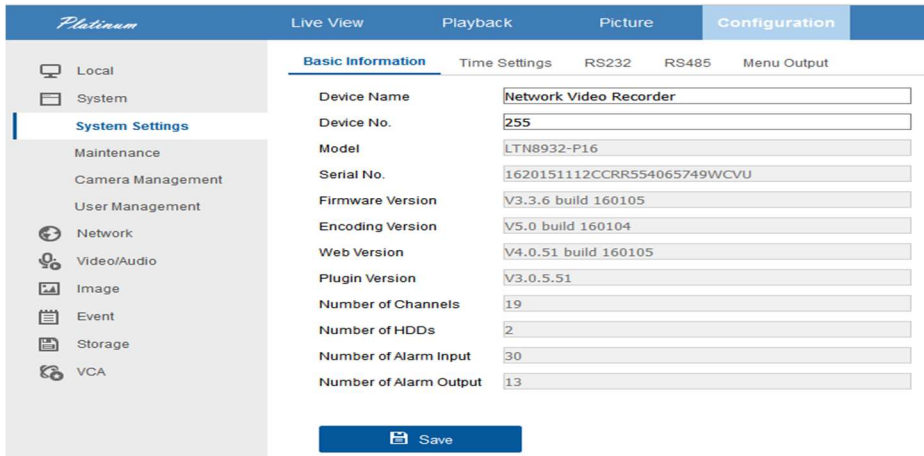 Platinum Live View Playback Picture Configuration
Local
System
System Settings
Maintenance
Camera Management
User Management
Network
Video/Audio
Image
Event
Storage
VCA
Basic Information Time Settings RS232 RS485 Menu Output
Device Name Network Video Recorder
Device No. 255
Model LTN8932-P16
Serial No. 1620151112CCRR554065749WCVU
Firmware Version V3.3.6 build 160105
Encoding Version V5.0 build 160104
Web Version V4.0.51 build 160105
Plugin Version V3.0.5.51
Number of Channels 19
Number of HDDs 2
Number of Alarm Input 30
Number of Alarm Output 13
Save